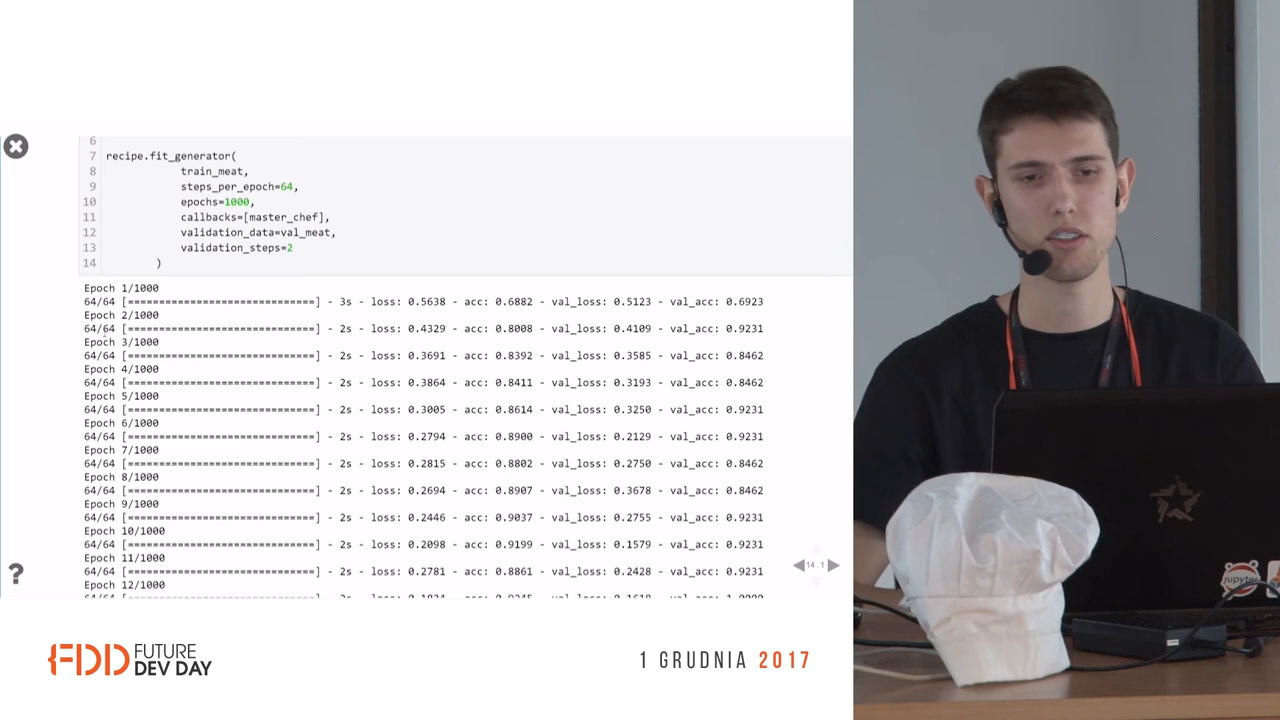 6
7 recipe.fit_generator(
8 train_meat,
9 steps_per_epoch=64,
10 epochs=1000,
11 callbacks=[master_chef],
12 validation_data=val_meat,
13 validation_steps=2
14 )
Epoch 1/1000
64/64 [==============================] - 3s - loss: 0.5638 - acc: 0.6882 - val_loss: 0.5123 - val_acc: 0.6923
Epoch 2/1000
64/64 [==============================] - 2s - loss: 0.4329 - acc: 0.8008 - val_loss: 0.4109 - val_acc: 0.9231
Epoch 3/1000
64/64 [==============================] - 2s - loss: 0.3691 - acc: 0.8392 - val_loss: 0.3585 - val_acc: 0.8462
Epoch 4/1000
64/64 [==============================] - 2s - loss: 0.3864 - acc: 0.8411 - val_loss: 0.3193 - val_acc: 0.8462
Epoch 5/1000
64/64 [==============================] - 2s - loss: 0.3005 - acc: 0.8614 - val_loss: 0.3250 - val_acc: 0.9231
Epoch 6/1000
64/64 [==============================] - 2s - loss: 0.2794 - acc: 0.8900 - val_loss: 0.2129 - val_acc: 0.9231
Epoch 7/1000
64/64 [==============================] - 2s - loss: 0.2815 - acc: 0.8802 - val_loss: 0.2750 - val_acc: 0.8462
Epoch 8/1000
64/64 [==============================] - 2s - loss: 0.2694 - acc: 0.8907 - val_loss: 0.3678 - val_acc: 0.8462
Epoch 9/1000
64/64 [==============================] - 2s - loss: 0.2446 - acc: 0.9037 - val_loss: 0.2755 - val_acc: 0.9231
Epoch 10/1000
64/64 [==============================] - 2s - loss: 0.2098 - acc: 0.9199 - val_loss: 0.1579 - val_acc: 0.9231
Epoch 11/1000
64/64 [==============================] - 2s - loss: 0.2781 - acc: 0.8861 - val_loss: 0.2428 - val_acc: 0.9231
Epoch 12/1000
14.1
?
jupyter
FDD FUTURE
DEV DAY
1 GRUDNIA 2017